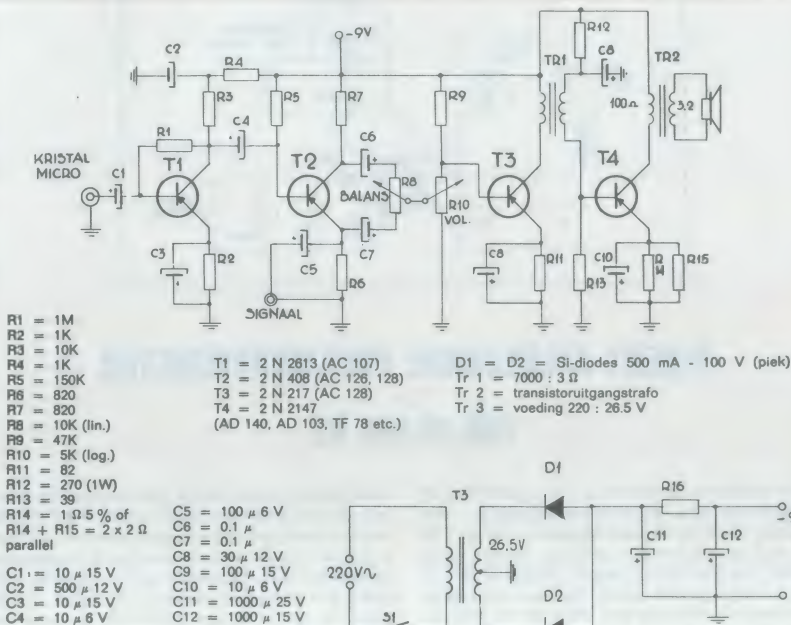 -9V
C2
R4
R12
TR1
C8
TR2
R3
R5
R7
R9
R1
C4
C6
100Ω
3,2
KRISTAL
MICRO
C1
T1
T2
BALANS
R8
R10
VOL.
T3
T4
C3
R2
C5
C7
R6
C8
R11
R13
C10
R15
SIGNAAL
R1 = 1M
R2 = 1K
R3 = 10K
R4 = 1K
R5 = 150K
R6 = 820
R7 = 820
R8 = 10K (lin.)
R9 = 47K
R10 = 5K (log.)
R11 = 82
R12 = 270 (1W)
R13 = 39
R14 = 1 Ω 5 % of
R14 + R15 = 2 x 2 Ω
parallel
C1 = 10 μ 15 V
C2 = 500 μ 12 V
C3 = 10 μ 15 V
C4 = 10 μ 6 V
T1 = 2 N 2613 (AC 107)
T2 = 2 N 408 (AC 126, 128)
T3 = 2 N 217 (AC 128)
T4 = 2 N 2147
(AD 140, AD 103, TF 78 etc.)
D1 = D2 = Si-diodes 500 mA - 100 V (piek)
Tr 1 = 7000 : 3 Ω
Tr 2 = transistoruitgangstrafo
Tr 3 = voeding 220 : 26.5 V
C5 = 100 μ 6 V
C6 = 0.1 μ
C7 = 0.1 μ
C8 = 30 μ 12 V
C9 = 100 μ 15 V
C10 = 10 μ 6 V
C11 = 1000 μ 25 V
C12 = 1000 μ 15 V
T3
D1
R16
C11
C12
26.5V
220V∿
S1
D2